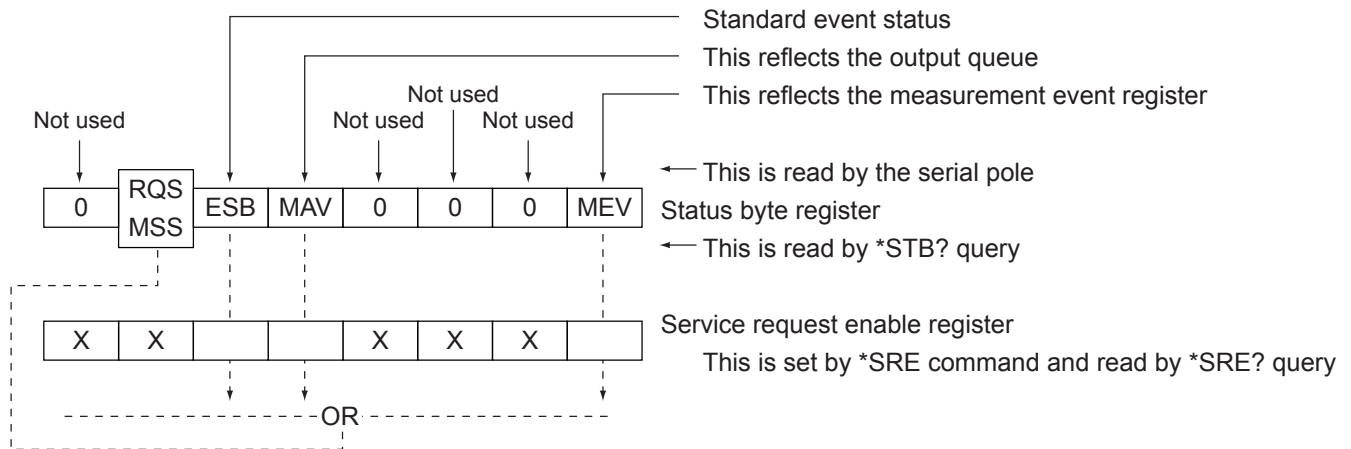 Standard event status
This reflects the output queue
Not used
This reflects the measurement event register
Not used
Not used
Not used
This is read by the serial pole
0 RQS MSS ESB MAV 0 0 0 MEV
Status byte register
This is read by *STB? query
X X X X X
Service request enable register
This is set by *SRE command and read by *SRE? query
OR